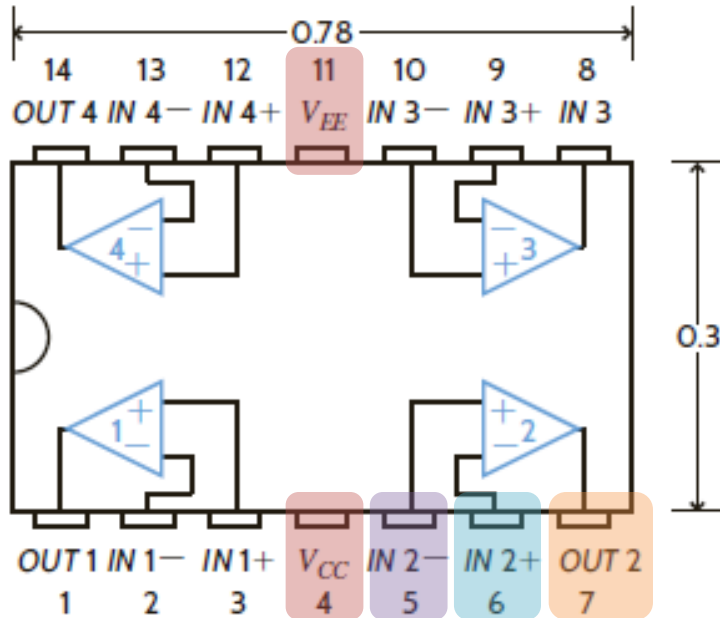 0.78
14 13 12 11 10 9 8
OUT 4 IN 4− IN 4+ VEE IN 3− IN 3+ IN 3
4 − + − + 3
0.3
1 + − + − 2
OUT 1 IN 1− IN 1+ VCC IN 2− IN 2+ OUT 2
1 2 3 4 5 6 7